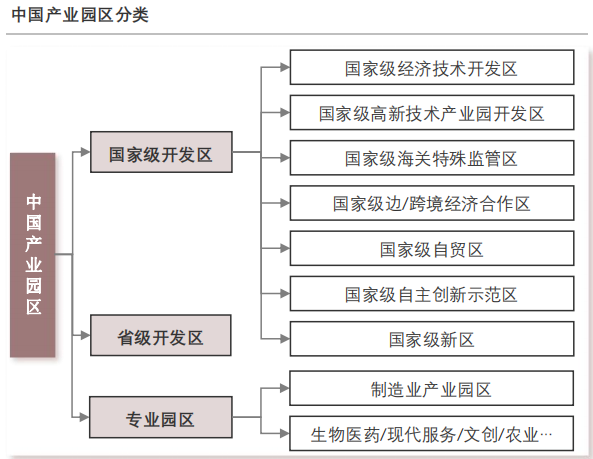 中国产业园区分类
中国产业园区
国家级开发区
国家级经济技术开发区
国家级高新技术产业园开发区
国家级海关特殊监管区
国家级边/跨境经济合作区
国家级自贸区
国家级自主创新示范区
国家级新区
省级开发区
专业园区
制造业产业园区
生物医药/现代服务/文创/农业…